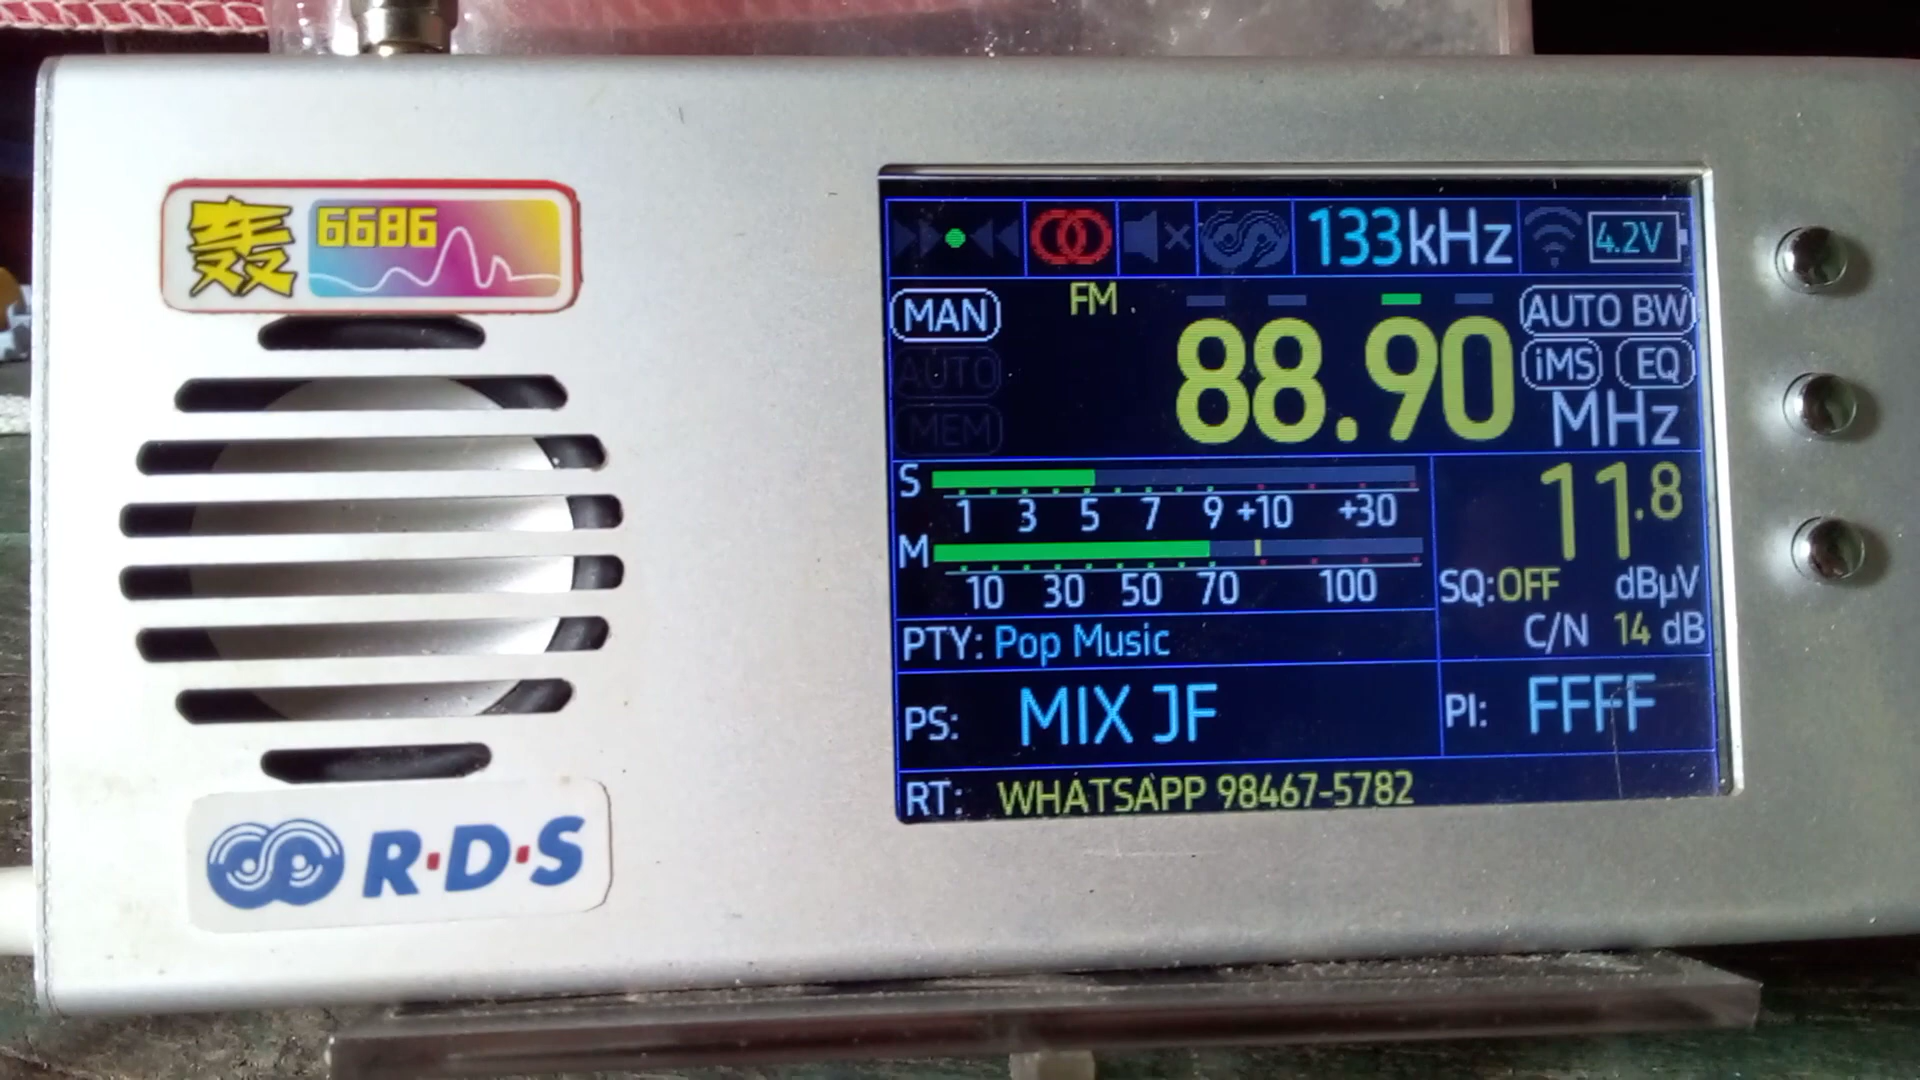 轰 6686
R·D·S
133kHz 4.2V
MAN FM AUTO BW
AUTO 88.90 iMS EQ
MEM MHz
S 1 3 5 7 9 +10 +30
11.8
M 10 30 50 70 100
SQ:OFF dBµV
C/N 14 dB
PTY: Pop Music
PS: MIX JF PI: FFFF
RT: WHATSAPP 98467-5782